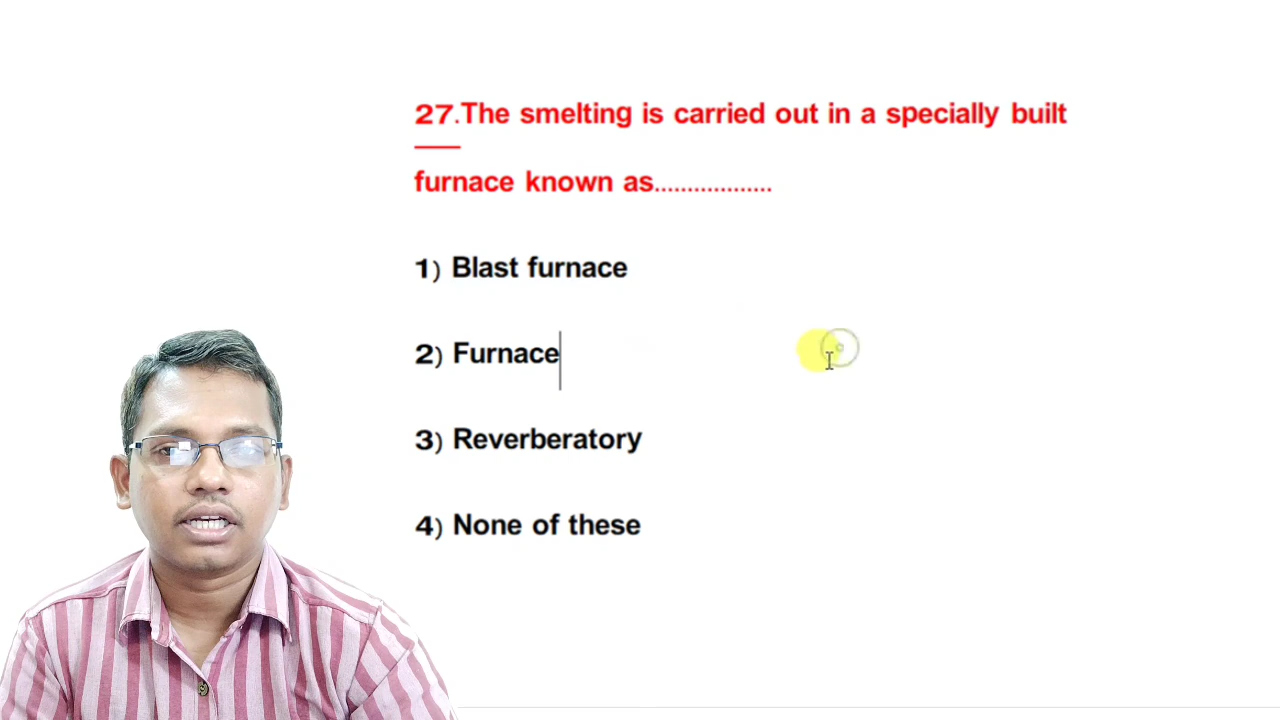 27.The smelting is carried out in a specially built
furnace known as..................
1) Blast furnace
2) Furnace
3) Reverberatory
4) None of these